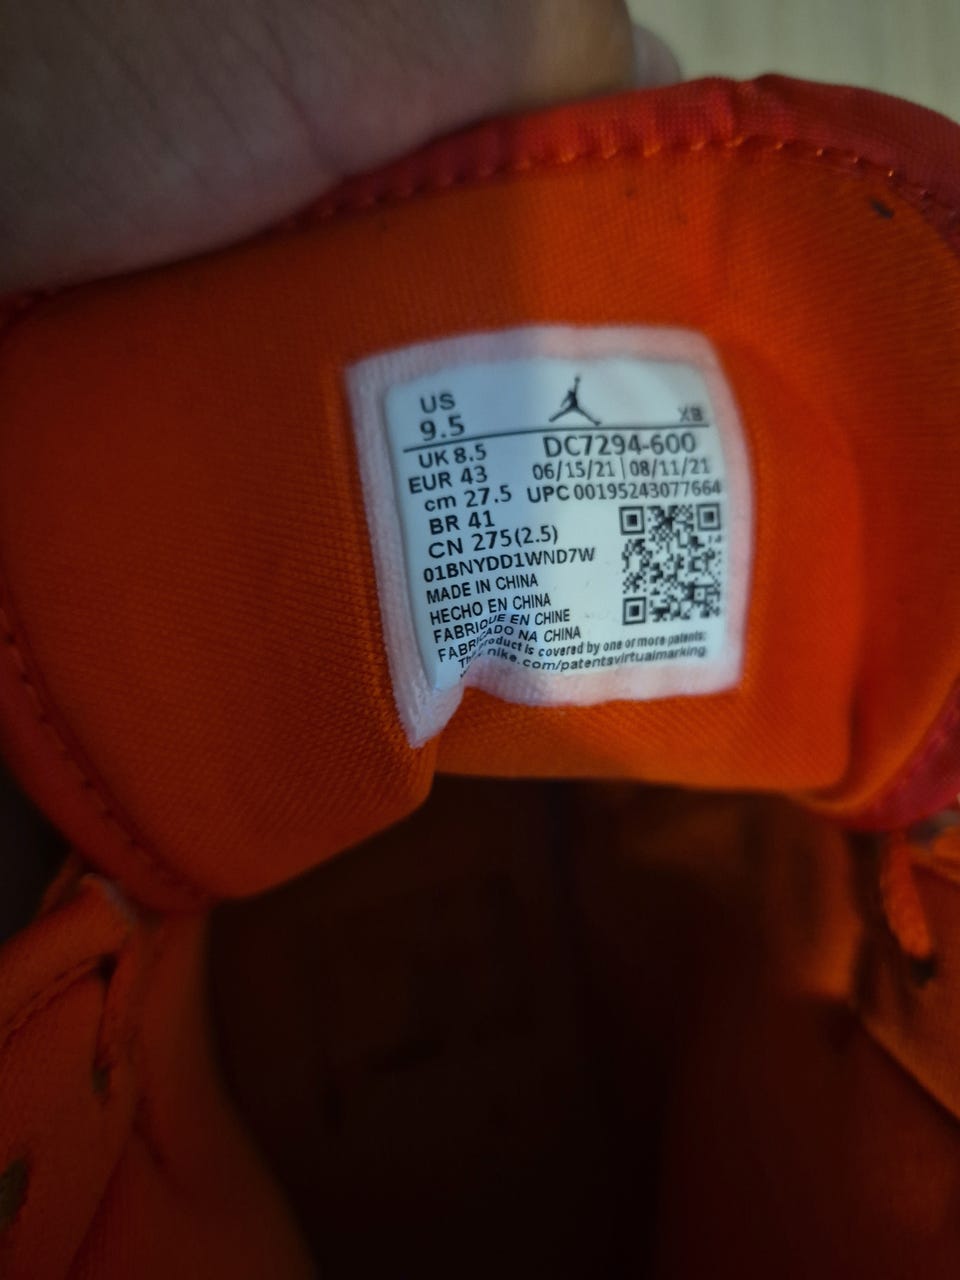 US
9.5
XB
UK 8.5
DC7294-600
EUR 43
06/15/21 | 08/11/21
cm 27.5
UPC 00195243077664
BR 41
CN 275(2.5)
01BNYDD1WND7W
MADE IN CHINA
HECHO EN CHINA
FABRIQUE EN CHINE
FABRICADO NA CHINA
product is covered by one or more patents:
nike.com/patentsvirtualmarking